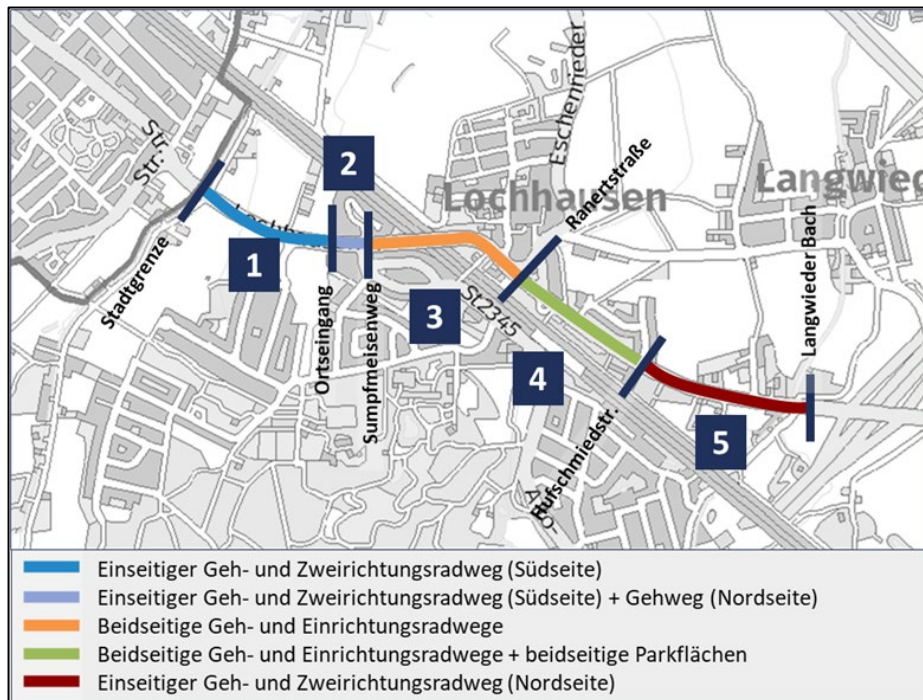 Str.
Str.
Eschenrieder
Lochhausen
Langwied
Ranertstraße
Langwieder Bach
Stadtgrenze
Ortseingang
Sumpfmeisenweg
St2345
Hufschmiedstr.
1
2
3
4
5
Einseitiger Geh- und Zweirichtungsradweg (Südseite)
Einseitiger Geh- und Zweirichtungsradweg (Südseite) + Gehweg (Nordseite)
Beidseitige Geh- und Einrichtungsradwege
Beidseitige Geh- und Einrichtungsradwege + beidseitige Parkflächen
Einseitiger Geh- und Zweirichtungsradweg (Nordseite)